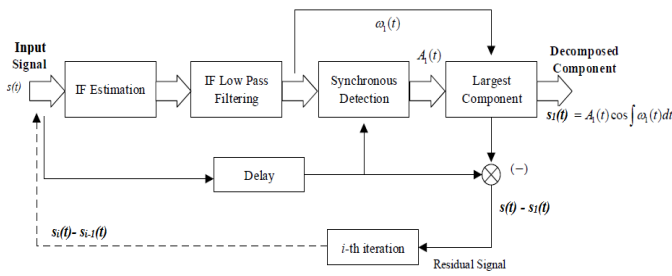 ω₁(t)
Input
Signal
s(t)
IF Estimation
IF Low Pass
Filtering
Synchronous
Detection
A₁(t)
Largest
Component
Decomposed
Component
s₁(t) = A₁(t)cos∫ω₁(t)dt
Delay
(−)
sᵢ(t)- sᵢ₋₁(t)
s(t) - s₁(t)
i-th iteration
Residual Signal